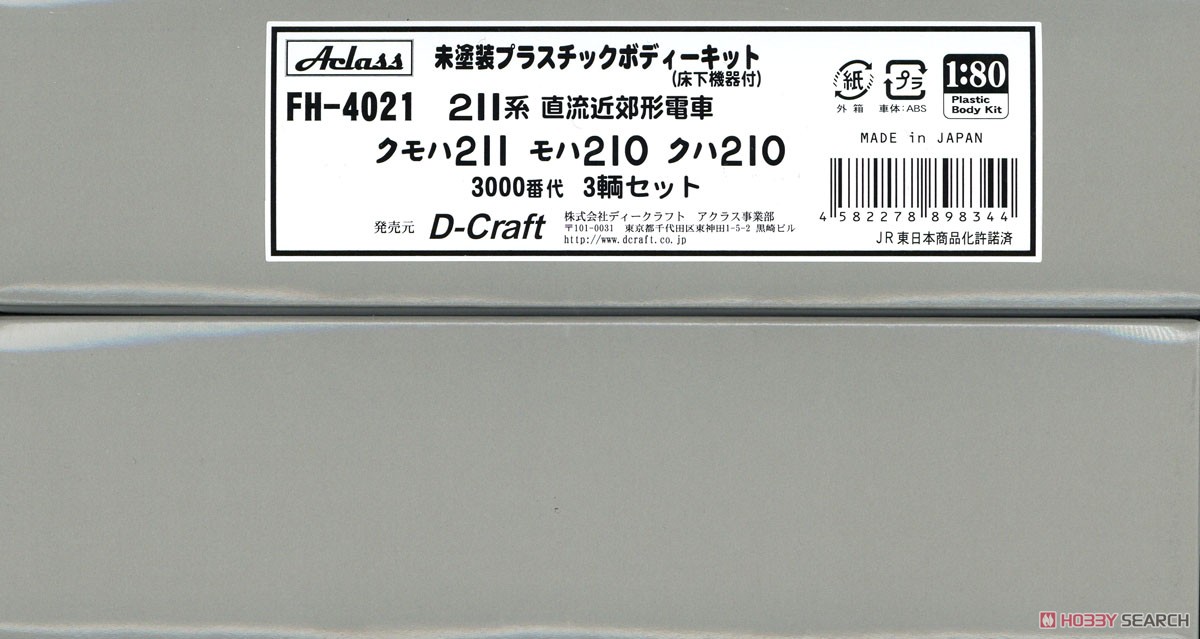 Aclass
未塗装プラスチックボディーキット
(床下機器付)
FH-4021 211系 直流近郊形電車
クモハ211 モハ210 クハ210
3000番代 3輌セット
発売元 D-Craft
株式会社ディークラフト アクラス事業部
〒101-0031 東京都千代田区東神田1-5-2 黒崎ビル
http://www.dcraft.co.jp
紙
外箱
プラ
車体:ABS
1:80
Plastic
Body Kit
MADE in JAPAN
4 582278 898344
JR東日本商品化許諾済
HOBBY SEARCH